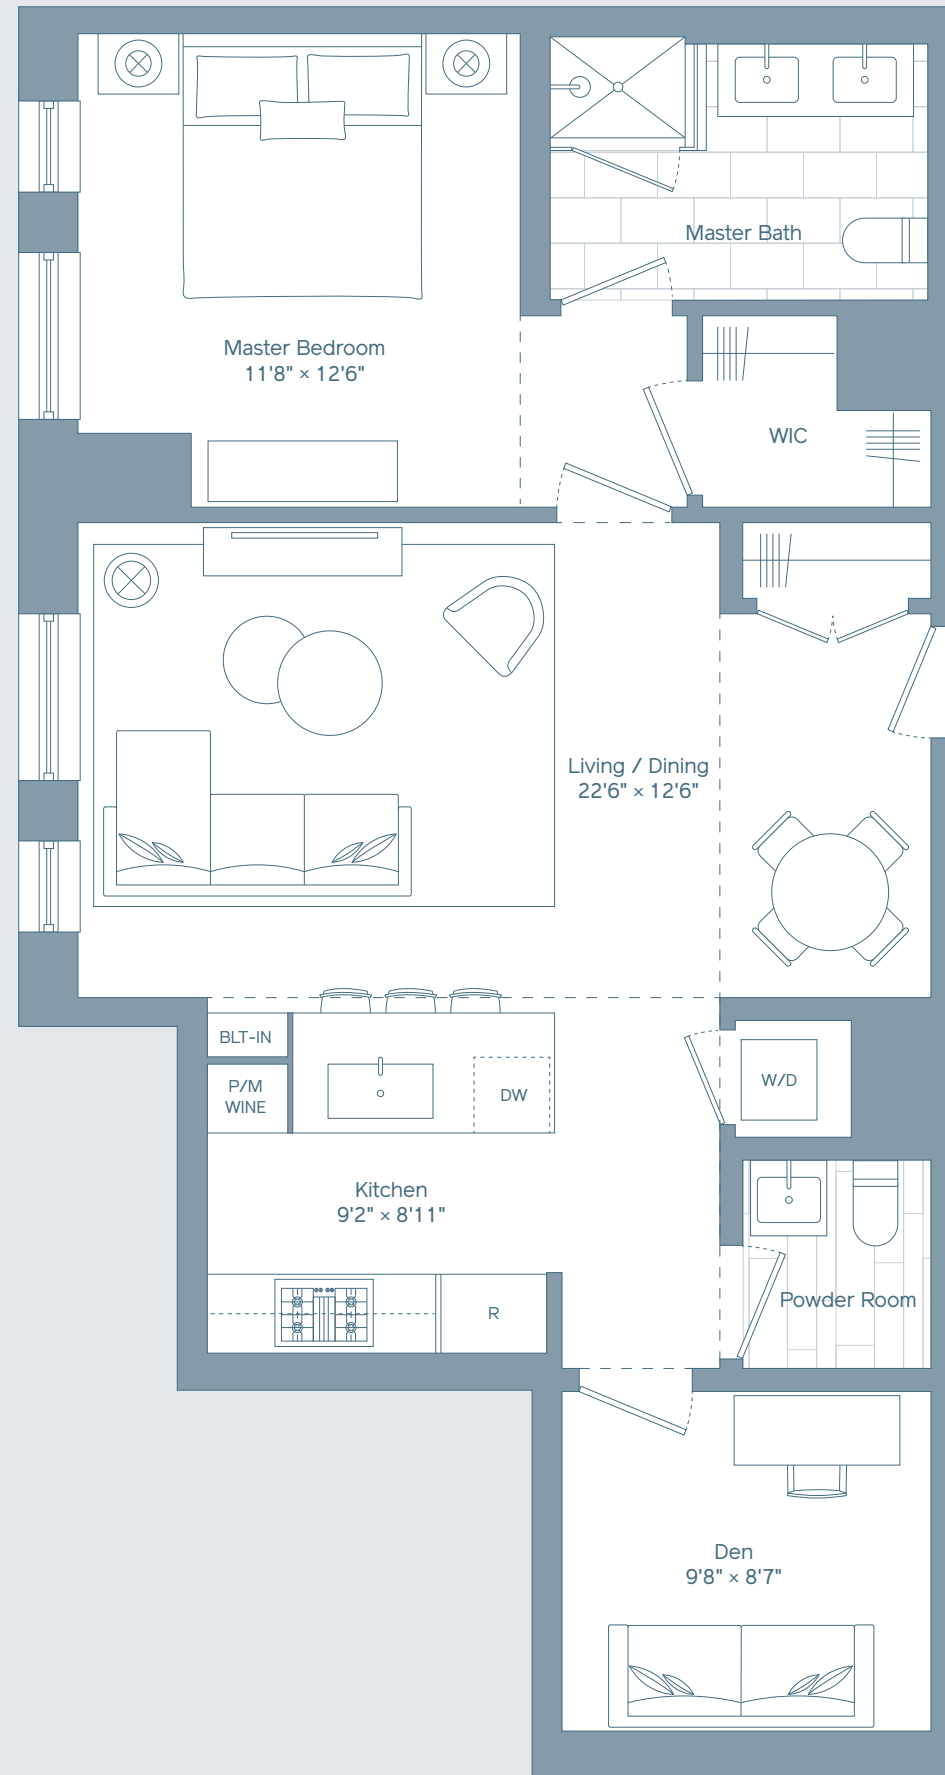 Master Bath
Master Bedroom
11'8" × 12'6"
WIC
Living / Dining
22'6" × 12'6"
BLT-IN
P/M
WINE
DW
W/D
Kitchen
9'2" × 8'11"
R
Powder Room
Den
9'8" × 8'7"